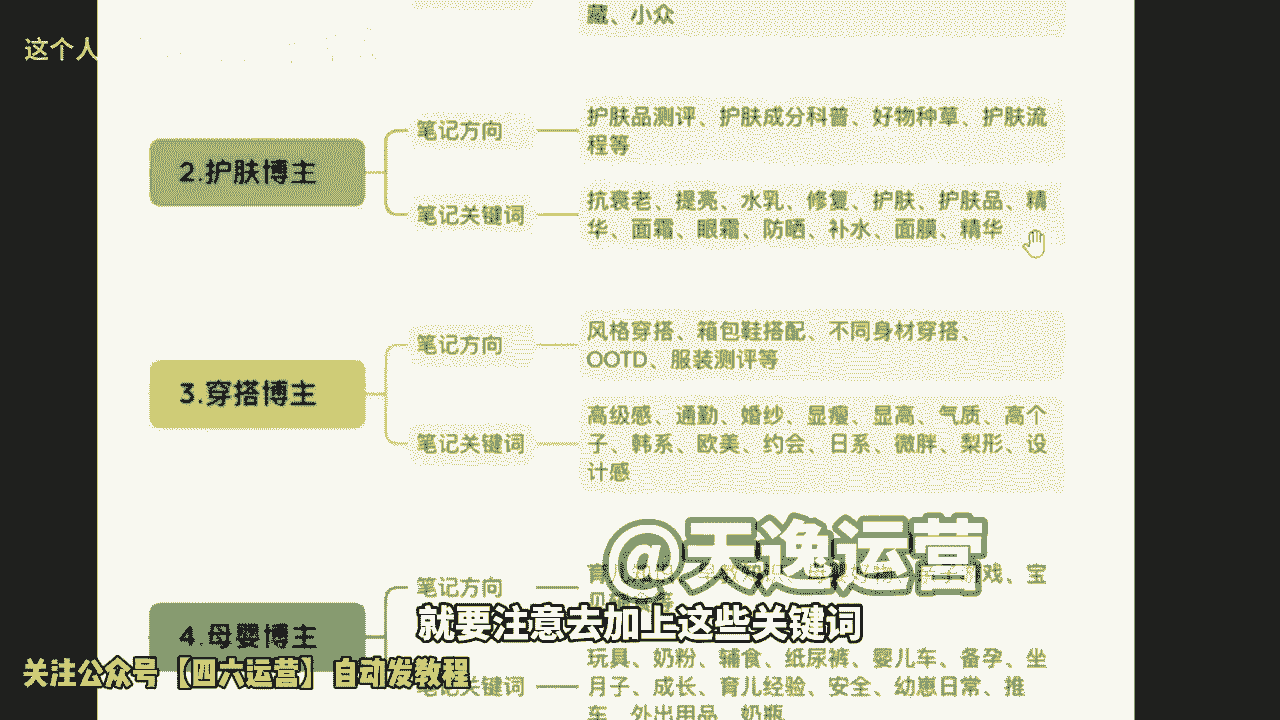 藏、小众
这个人
2.护肤博主
笔记方向
护肤品测评、护肤成分科普、好物种草、护肤流
程等
笔记关键词
抗衰老、提亮、水乳、修复、护肤、护肤品、精
华、面霜、眼霜、防晒、补水、面膜、精华
3.穿搭博主
笔记方向
风格穿搭、箱包鞋搭配、不同身材穿搭、
OOTD、服装测评等
笔记关键词
高级感、通勤、婚纱、显瘦、显高、气质、高个
子、韩系、欧美、约会、日系、微胖、梨形、设
计感
@天逸运营
4.母婴博主
笔记方向
戏、宝
就要注意去加上这些关键词
关键词
玩具、奶粉、辅食、纸尿裤、婴儿车、备孕、坐
月子、成长、育儿经验、安全、幼崽日常、推
车、外出用品、奶瓶
关注公众号【四六运营】自动发教程